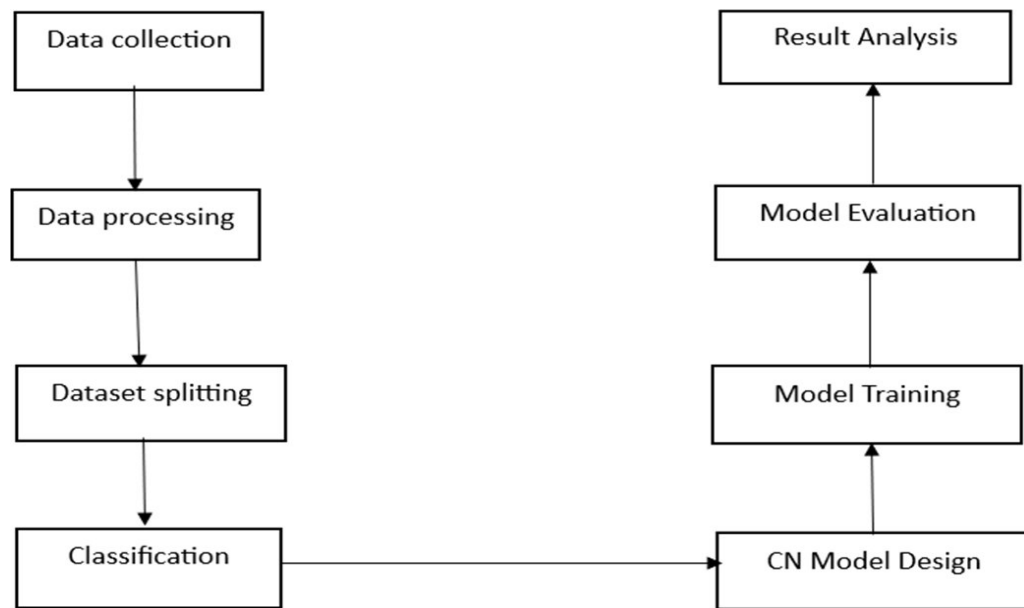 Data collection
Data processing
Dataset splitting
Classification
CN Model Design
Model Training
Model Evaluation
Result Analysis